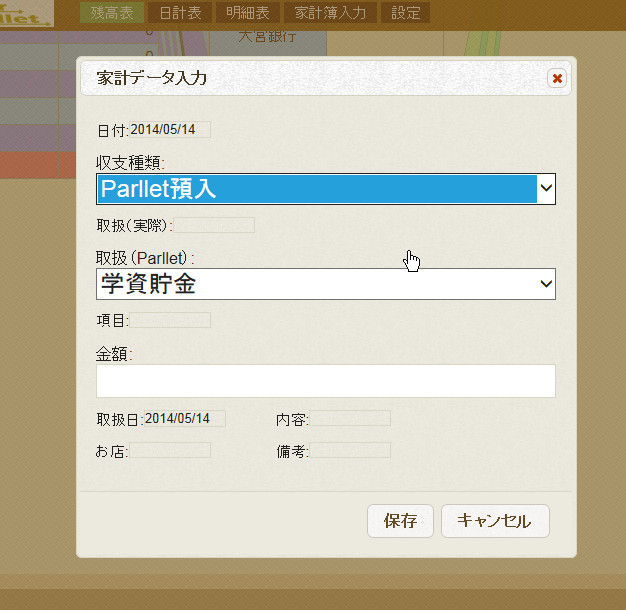 残高表 日計表 明細表 家計簿入力 設定
大宮銀行
家計データ入力
日付:2014/05/14
収支種類:
Parllet預入
取扱(実際):
取扱(Parllet):
学資貯金
項目:
金額:
取扱日:2014/05/14 内容:
お店: 備考:
保存 キャンセル